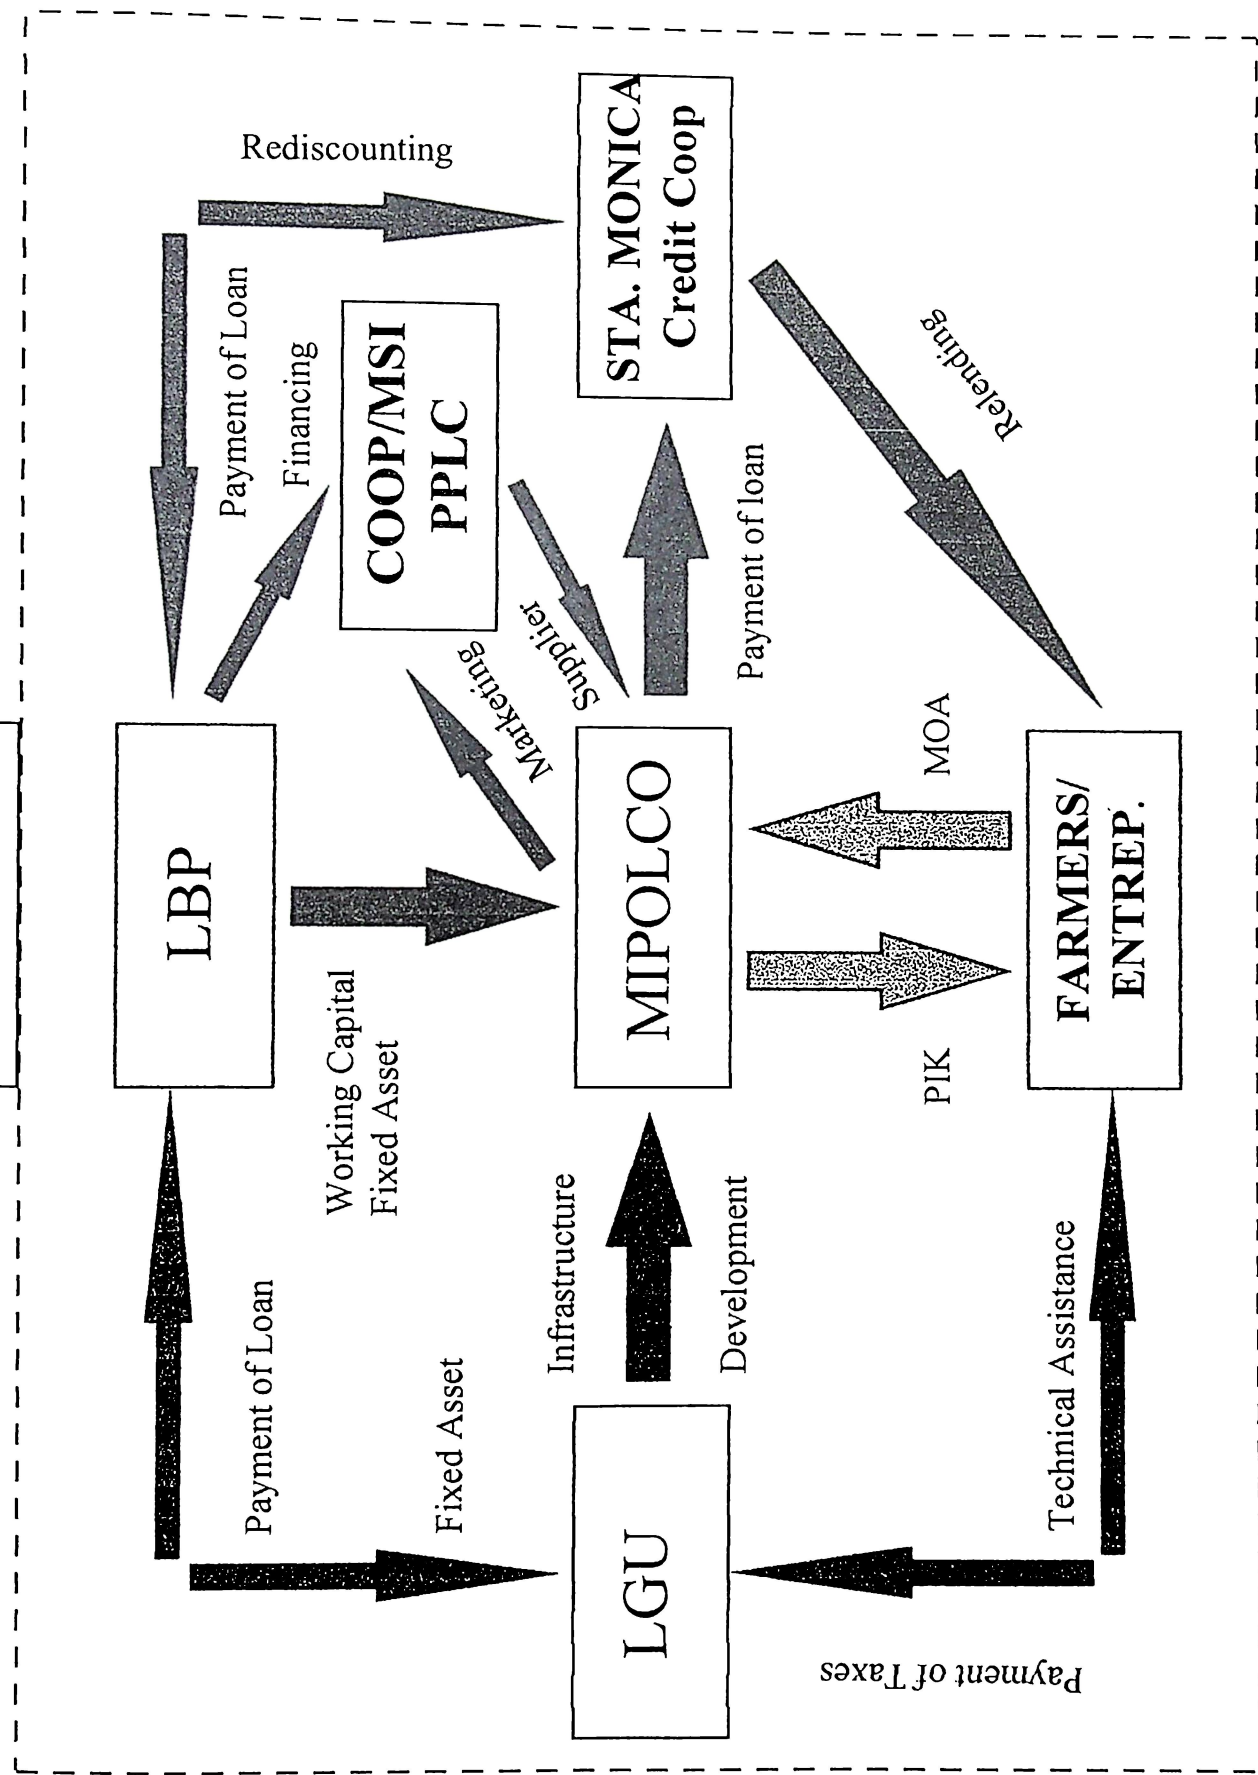 Rediscounting
LBP
Payment of Loan
Payment of Loan
Financing
Working Capital
Fixed Asset
COOP/MSI
PPLC
Fixed Asset
Marketing
Supplier
Infrastructure
LGU
MIPOLCO
STA. MONICA
Credit Coop
Development
Payment of loan
Payment of Taxes
PIK
MOA
Relending
Technical Assistance
FARMERS/
ENTREP.